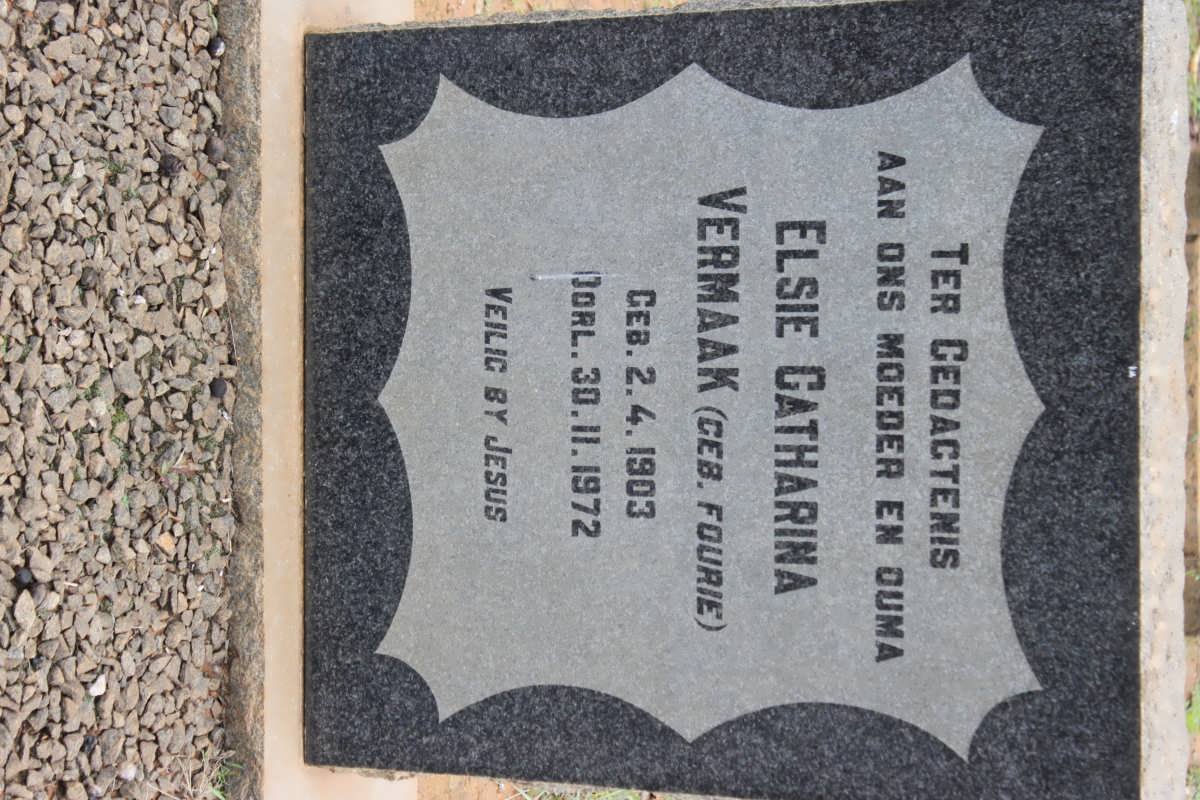 TER GEDAGTENIS
AAN ONS MOEDER EN OUMA
ELSIE CATHARINA
VERMAAK (GEB. FOURIE)
GEB. 2.4.1903
OORL. 30.11.1972
VEILIG BY JESUS